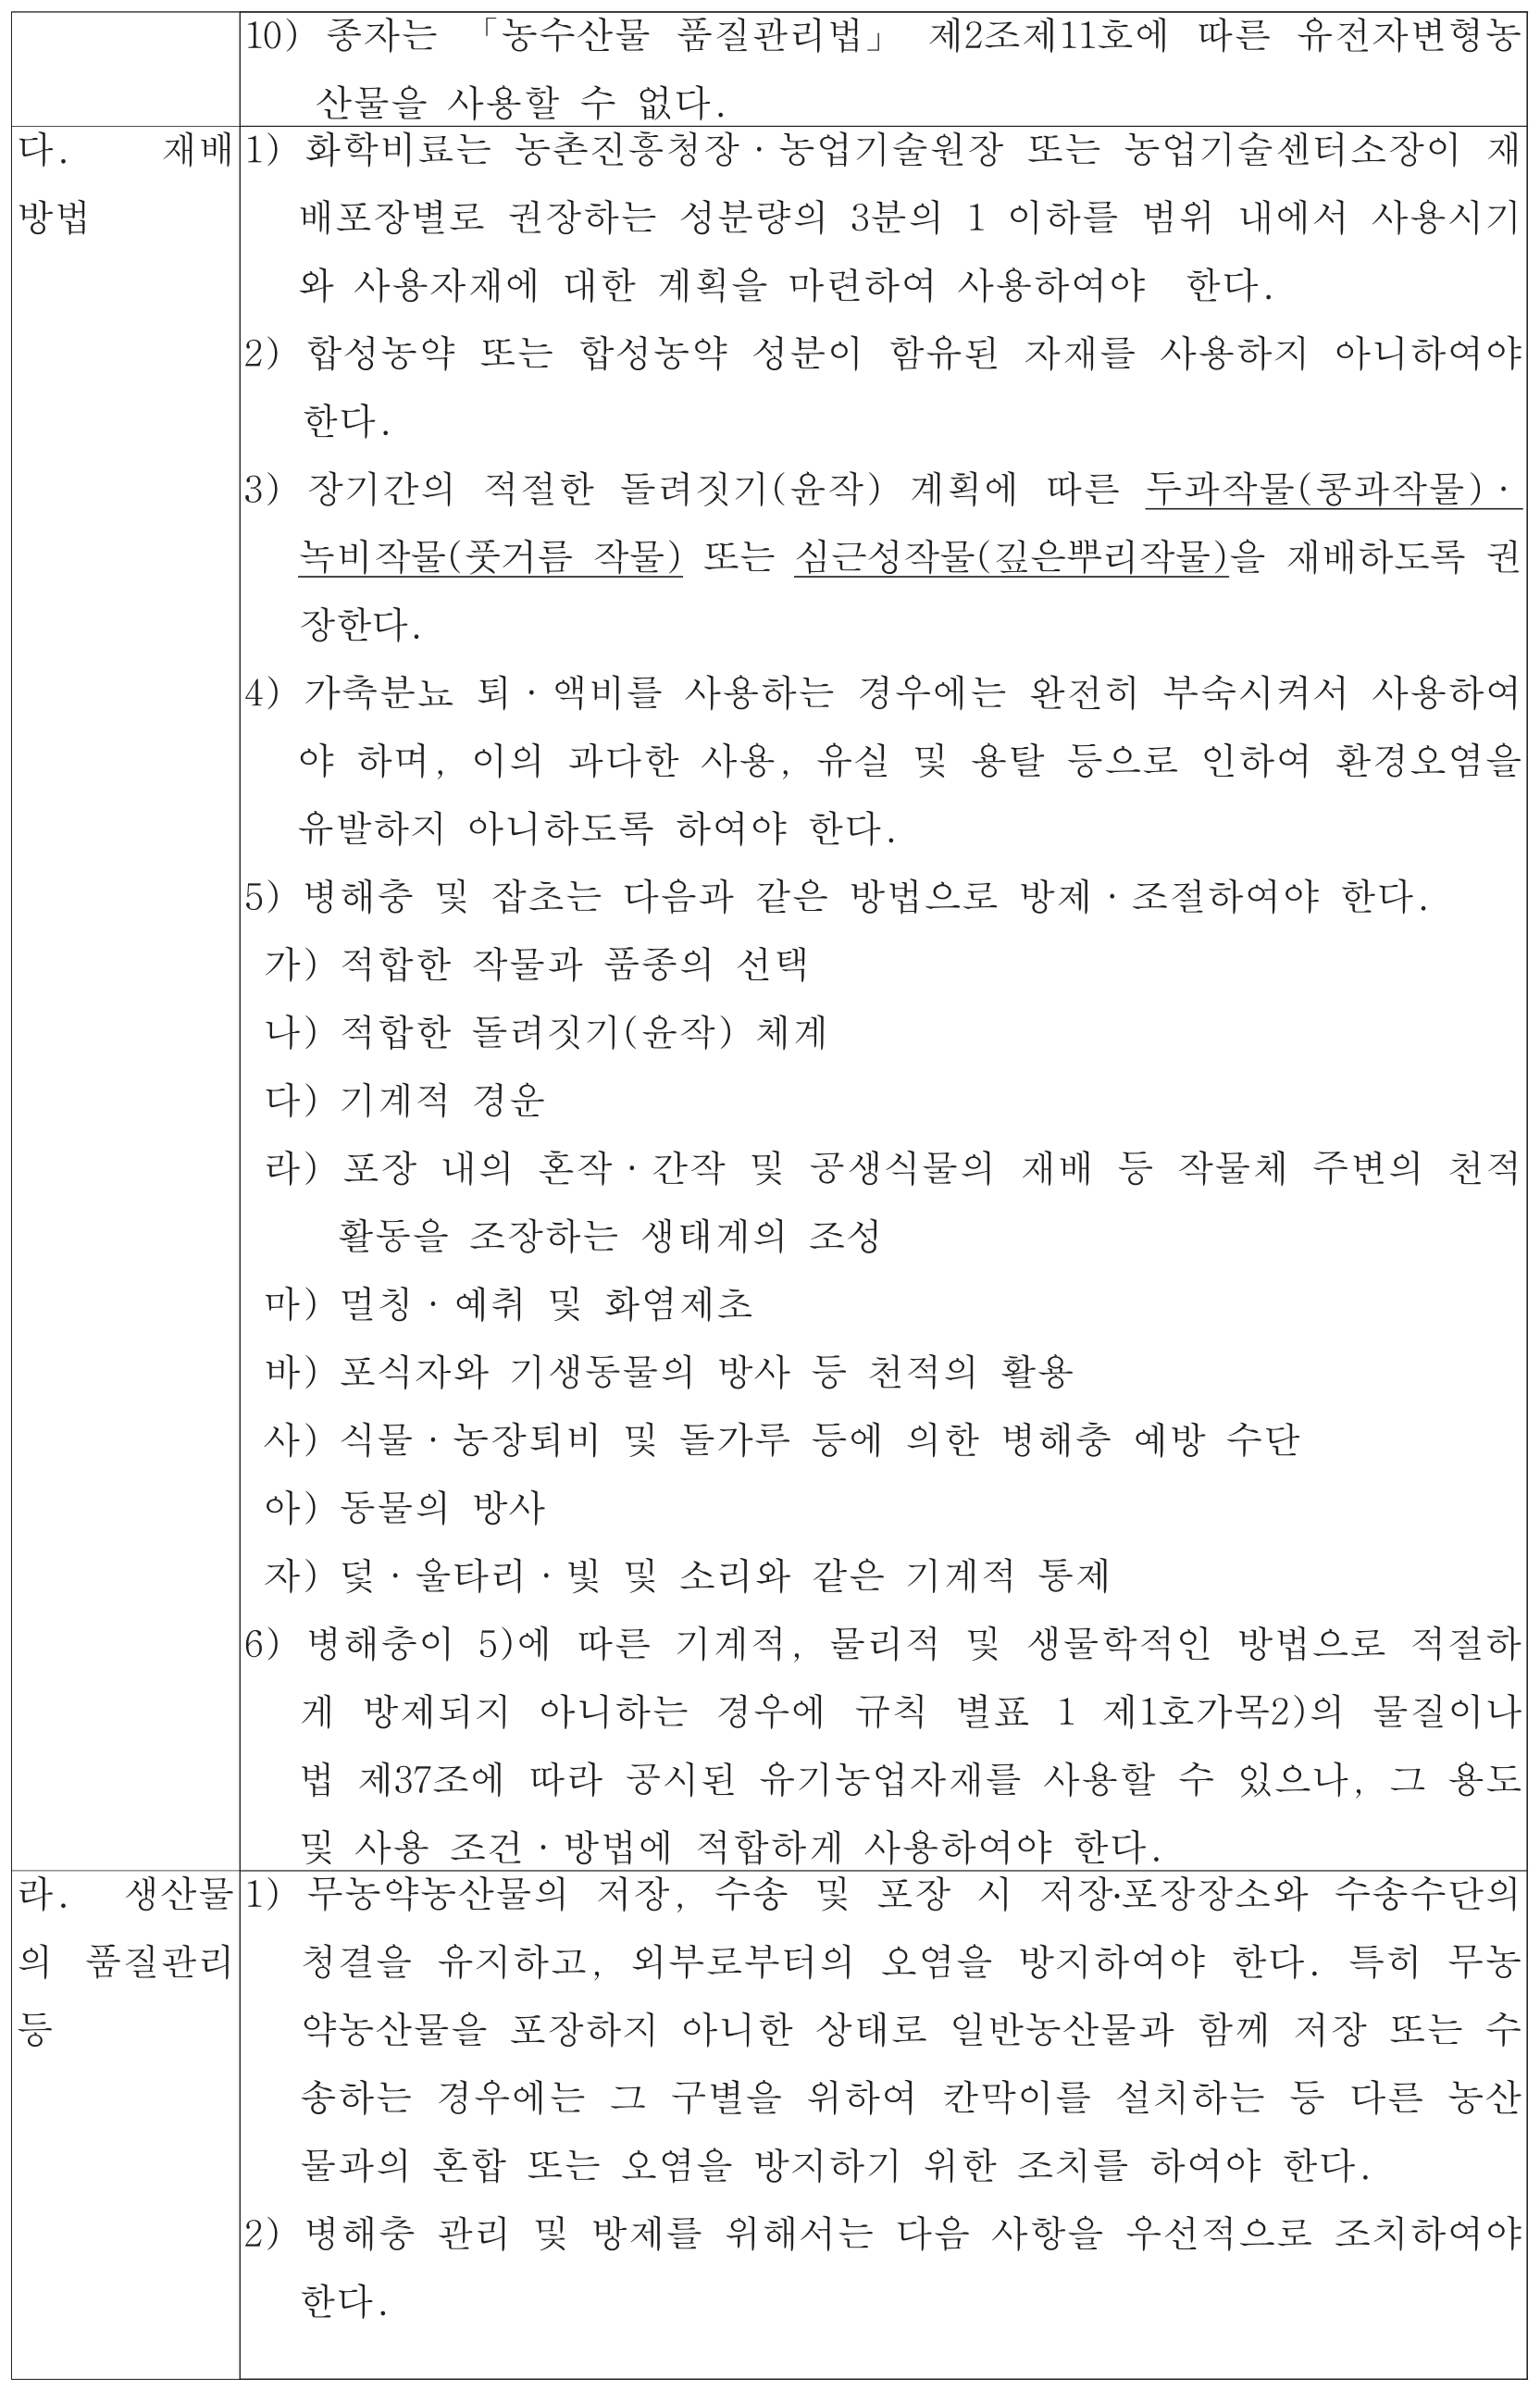 10) 종자는 「농수산물 품질관리법」 제2조제11호에 따른 유전자변형농
산물을 사용할 수 없다.
다. 재배
방법
1) 화학비료는 농촌진흥청장·농업기술원장 또는 농업기술센터소장이 재
배포장별로 권장하는 성분량의 3분의 1 이하를 범위 내에서 사용시기
와 사용자재에 대한 계획을 마련하여 사용하여야 한다.
2) 합성농약 또는 합성농약 성분이 함유된 자재를 사용하지 아니하여야
한다.
3) 장기간의 적절한 돌려짓기(윤작) 계획에 따른 두과작물(콩과작물)·
녹비작물(풋거름 작물) 또는 심근성작물(깊은뿌리작물)을 재배하도록 권
장한다.
4) 가축분뇨 퇴·액비를 사용하는 경우에는 완전히 부숙시켜서 사용하여
야 하며, 이의 과다한 사용, 유실 및 용탈 등으로 인하여 환경오염을
유발하지 아니하도록 하여야 한다.
5) 병해충 및 잡초는 다음과 같은 방법으로 방제·조절하여야 한다.
가) 적합한 작물과 품종의 선택
나) 적합한 돌려짓기(윤작) 체계
다) 기계적 경운
라) 포장 내의 혼작·간작 및 공생식물의 재배 등 작물체 주변의 천적
활동을 조장하는 생태계의 조성
마) 멀칭·예취 및 화염제초
바) 포식자와 기생동물의 방사 등 천적의 활용
사) 식물·농장퇴비 및 돌가루 등에 의한 병해충 예방 수단
아) 동물의 방사
자) 덫·울타리·빛 및 소리와 같은 기계적 통제
6) 병해충이 5)에 따른 기계적, 물리적 및 생물학적인 방법으로 적절하
게 방제되지 아니하는 경우에 규칙 별표 1 제1호가목2)의 물질이나
법 제37조에 따라 공시된 유기농업자재를 사용할 수 있으나, 그 용도
및 사용 조건·방법에 적합하게 사용하여야 한다.
라. 생산물
의 품질관리
등
1) 무농약농산물의 저장, 수송 및 포장 시 저장·포장장소와 수송수단의
청결을 유지하고, 외부로부터의 오염을 방지하여야 한다. 특히 무농
약농산물을 포장하지 아니한 상태로 일반농산물과 함께 저장 또는 수
송하는 경우에는 그 구별을 위하여 칸막이를 설치하는 등 다른 농산
물과의 혼합 또는 오염을 방지하기 위한 조치를 하여야 한다.
2) 병해충 관리 및 방제를 위해서는 다음 사항을 우선적으로 조치하여야
한다.